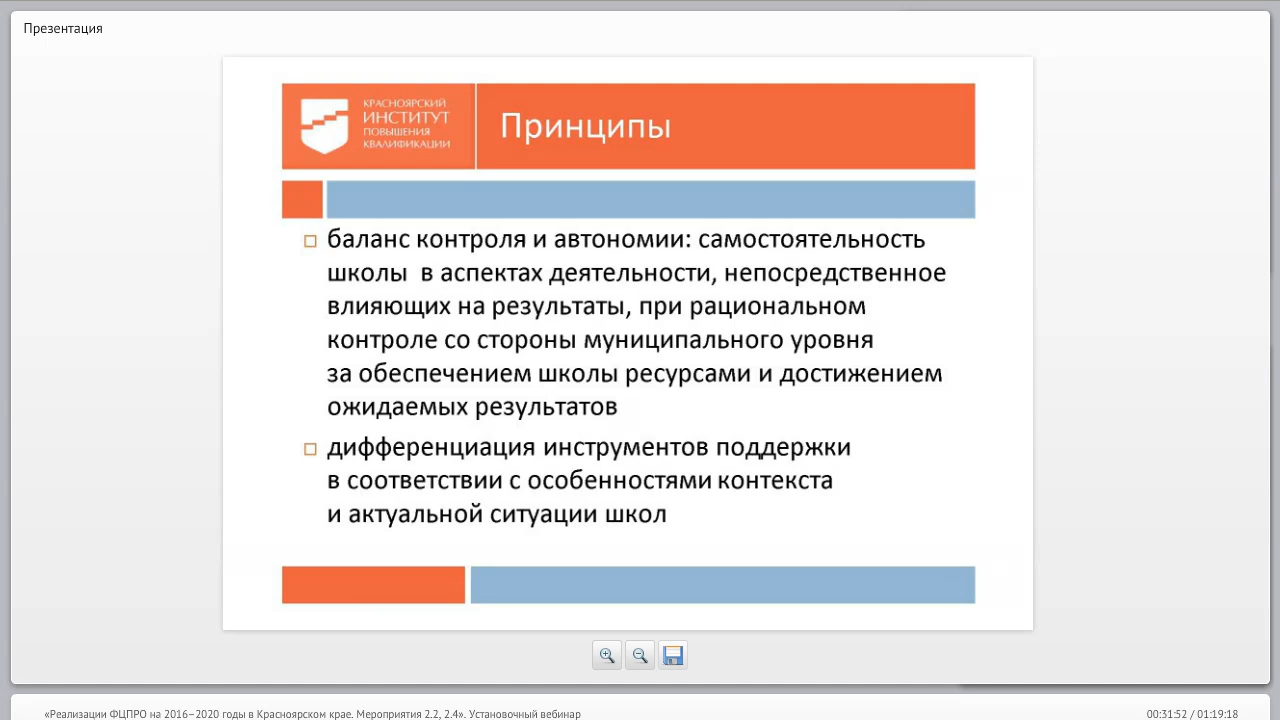 Презентация
КРАСНОЯРСКИЙ
ИНСТИТУТ
ПОВЫШЕНИЯ
КВАЛИФИКАЦИИ
Принципы
баланс контроля и автономии: самостоятельность
школы в аспектах деятельности, непосредственное
влияющих на результаты, при рациональном
контроле со стороны муниципального уровня
за обеспечением школы ресурсами и достижением
ожидаемых результатов
дифференциация инструментов поддержки
в соответствии с особенностями контекста
и актуальной ситуации школ
«Реализации ФЦПРО на 2016–2020 годы в Красноярском крае. Мероприятия 2.2, 2.4». Установочный вебинар
00:31:52 / 01:19:18